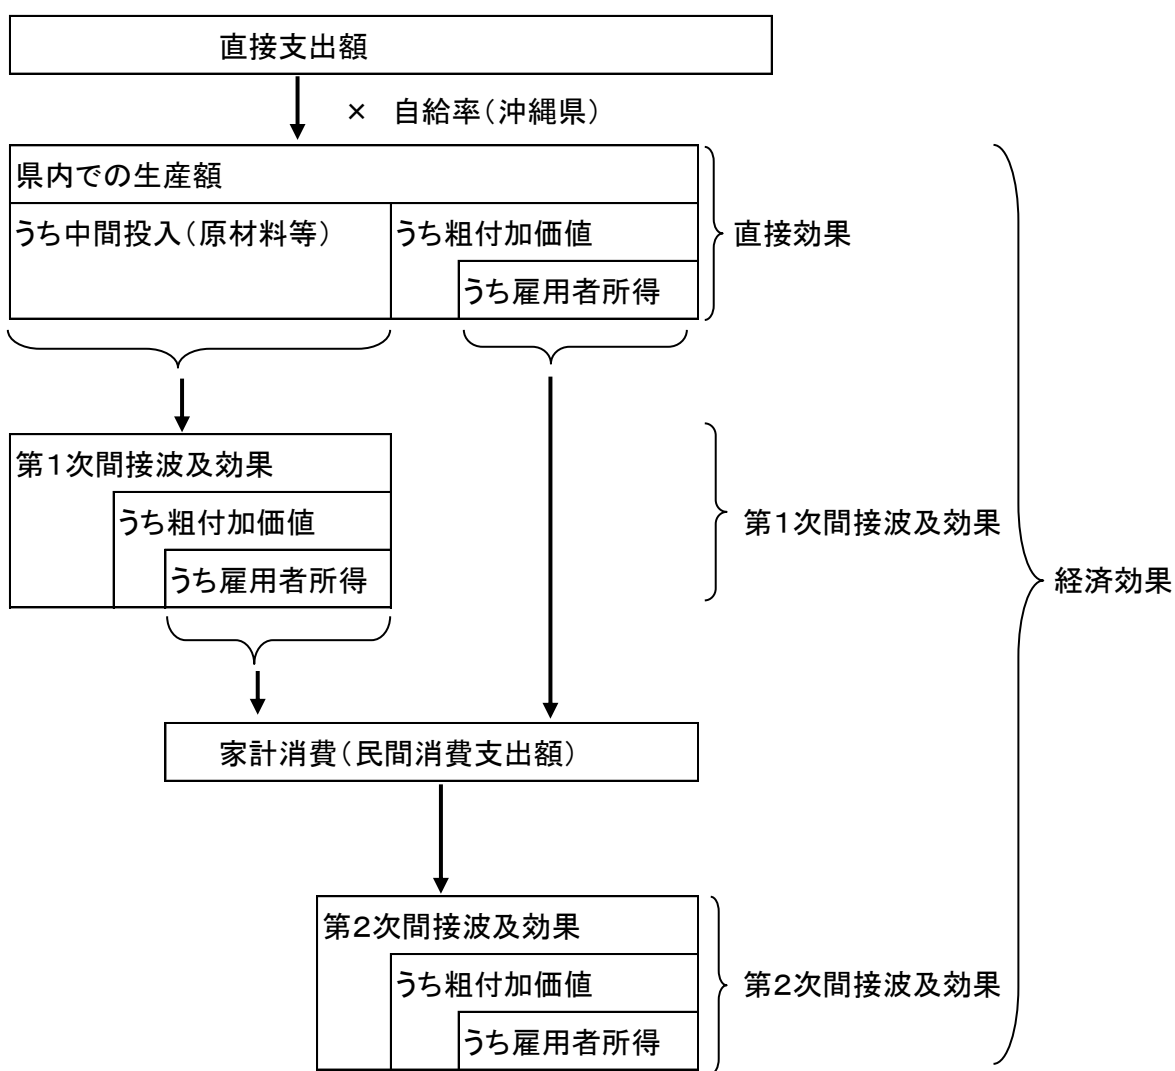 直接支出額
× 自給率(沖縄県)
県内での生産額
うち中間投入(原材料等)
うち粗付加価値
うち雇用者所得
直接効果
第1次間接波及効果
うち粗付加価値
うち雇用者所得
第1次間接波及効果
経済効果
家計消費(民間消費支出額)
第2次間接波及効果
うち粗付加価値
うち雇用者所得
第2次間接波及効果